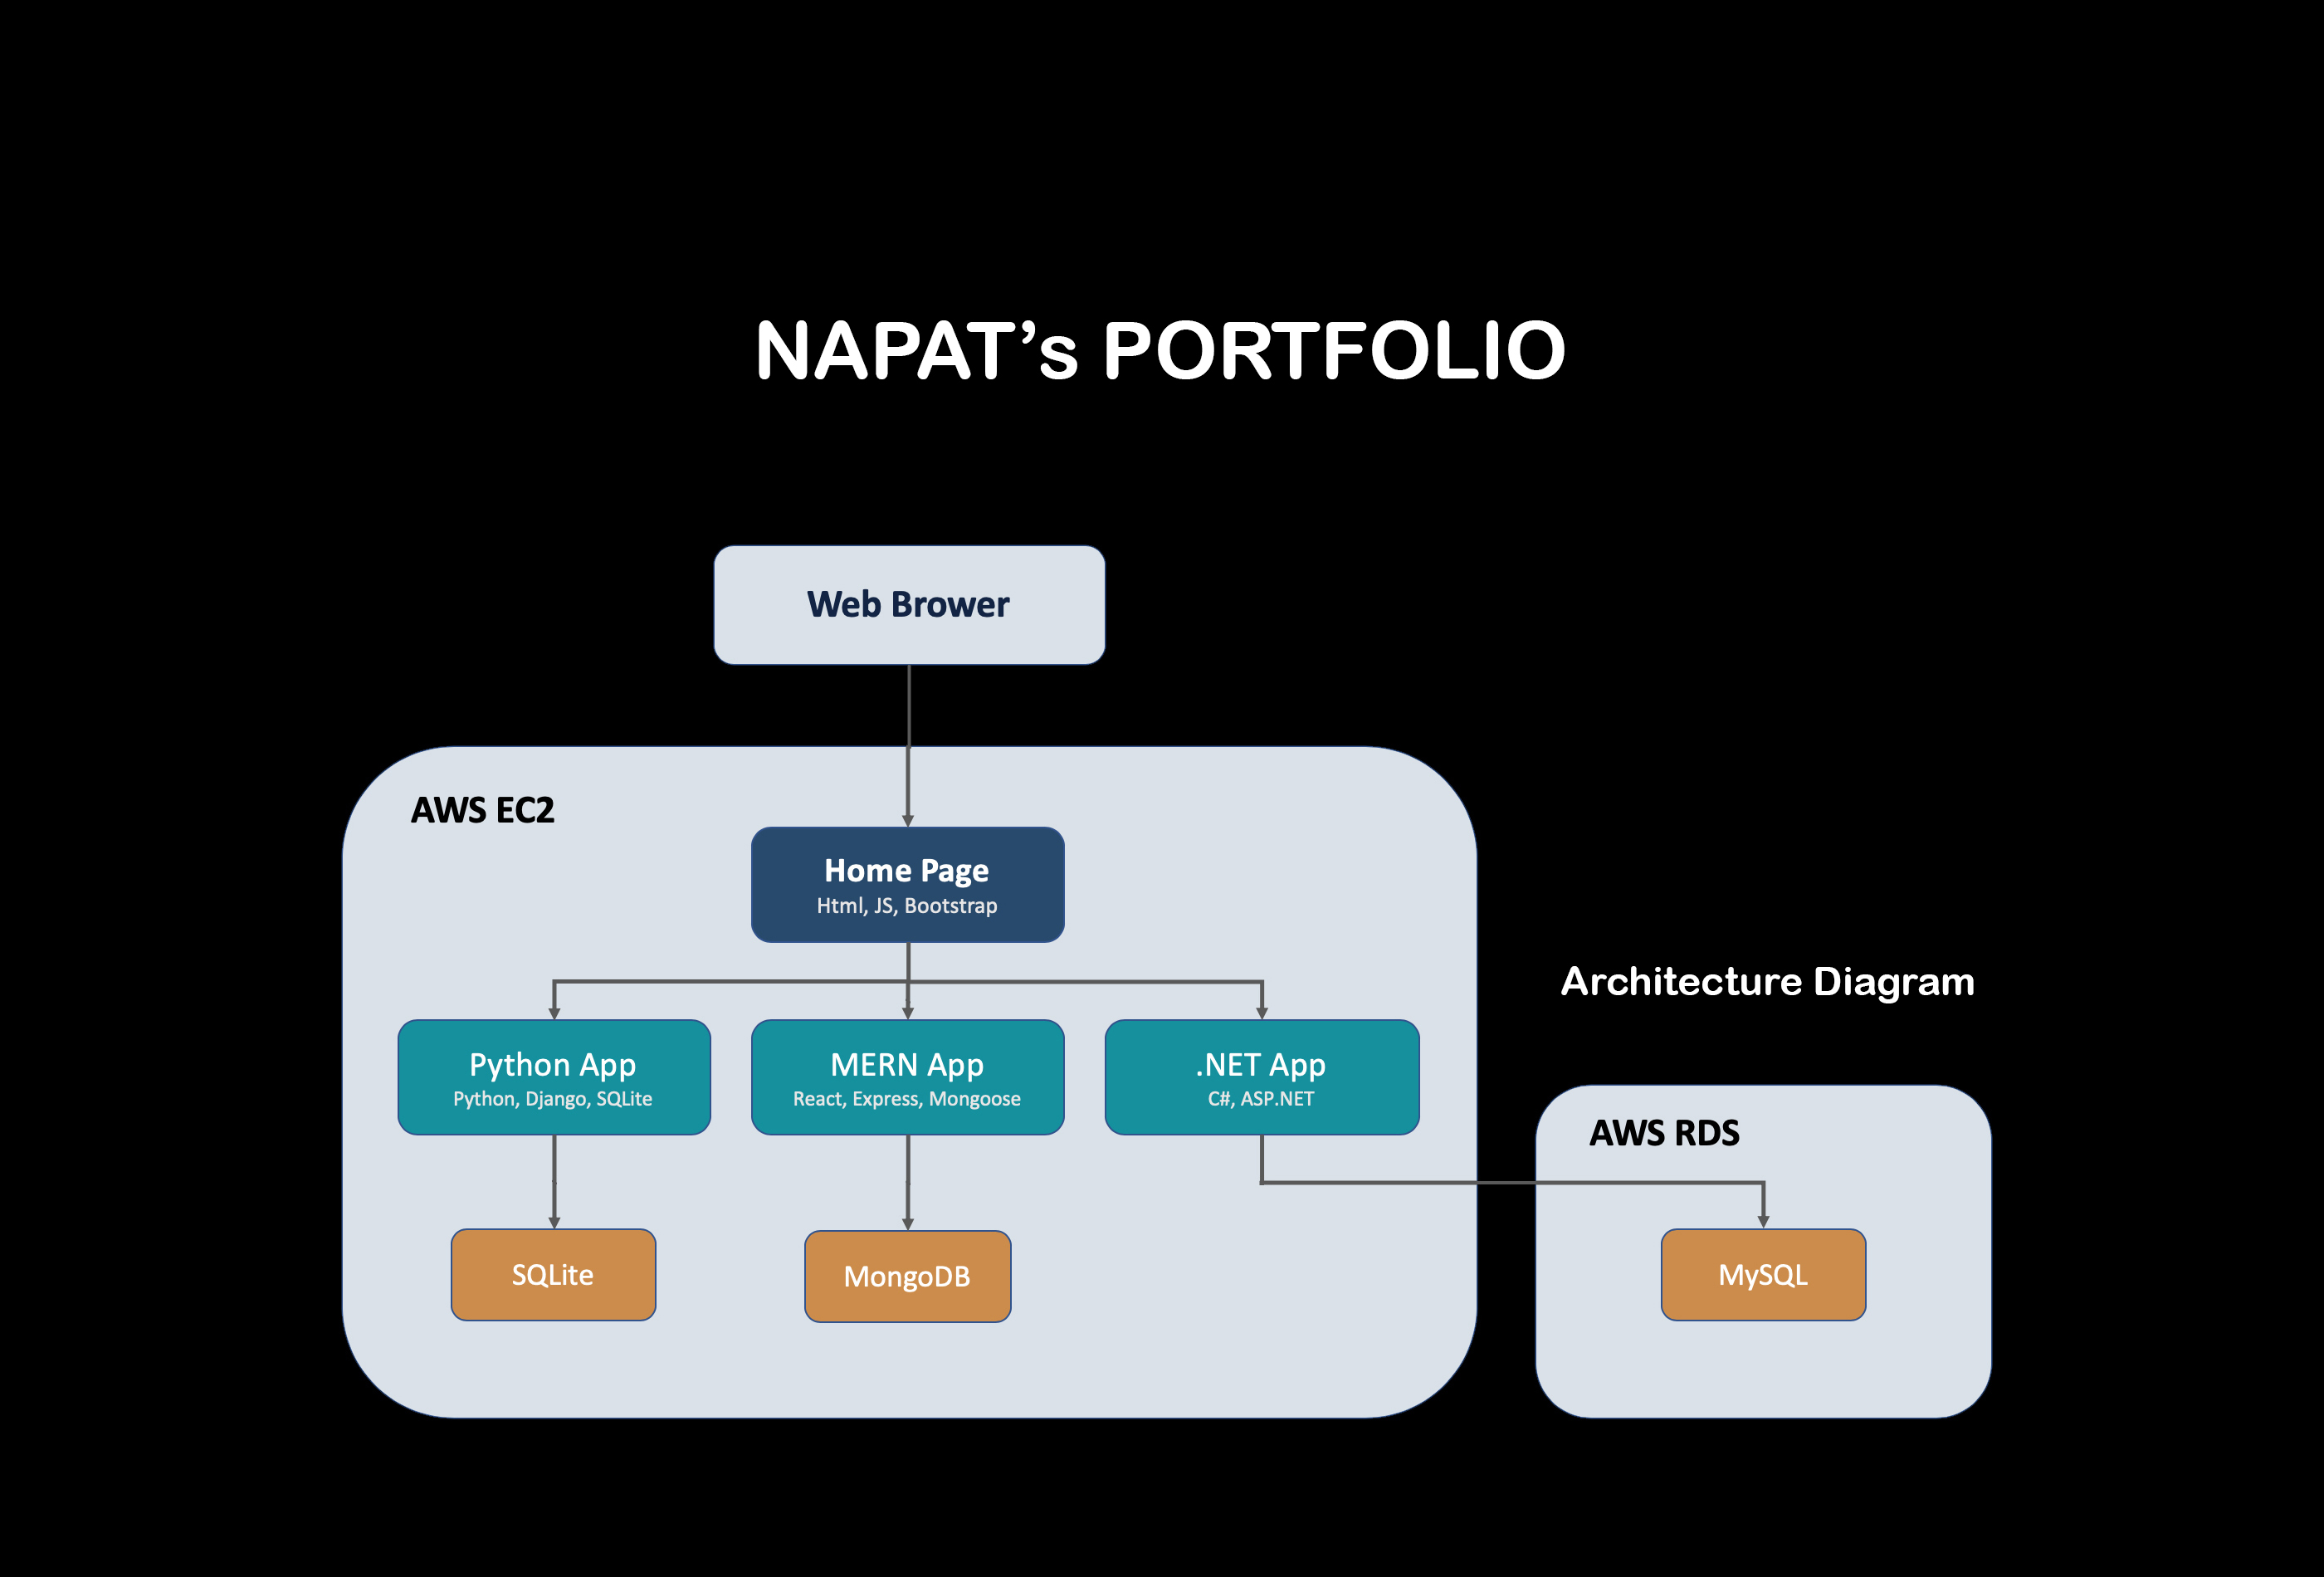 NAPAT’s PORTFOLIO
Web Brower
AWS EC2
Home Page
Html, JS, Bootstrap
Architecture Diagram
Python App
Python, Django, SQLite
MERN App
React, Express, Mongoose
.NET App
C#, ASP.NET
AWS RDS
SQLite
MongoDB
MySQL